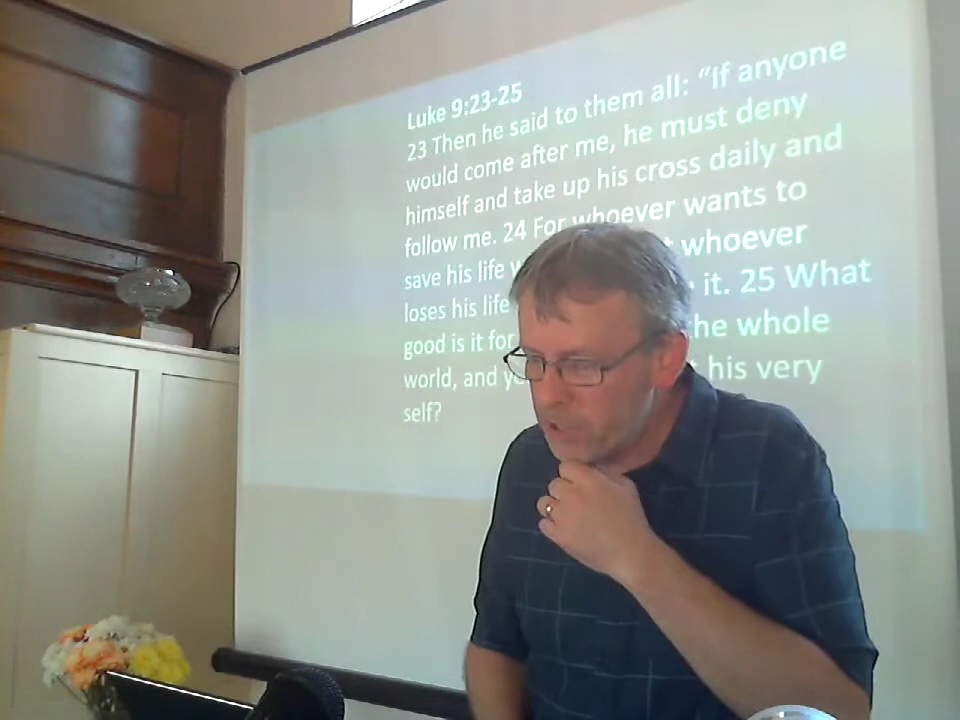 Luke 9:23-25
23 Then he said to them all: “If anyone
would come after me, he must deny
himself and take up his cross daily and
follow me. 24 For whoever wants to
save his life whoever
loses his life it. 25 What
good is it for the whole
world, and his very
self?